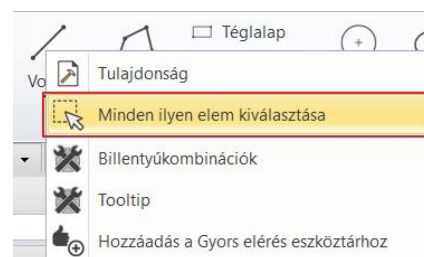 Téglalap
Vo
Tulajdonság
Minden ilyen elem kiválasztása
Billentyűkombinációk
Tooltip
Hozzáadás a Gyors elérés eszköztárhoz